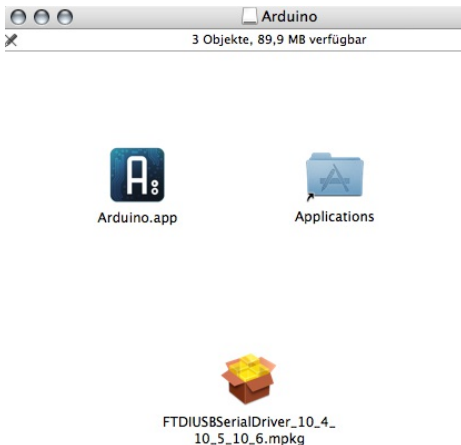 Arduino
3 Objekte, 89,9 MB verfügbar
Arduino.app
Applications
FTDIUSBSerialDriver_10_4_
10_5_10_6.mpkg